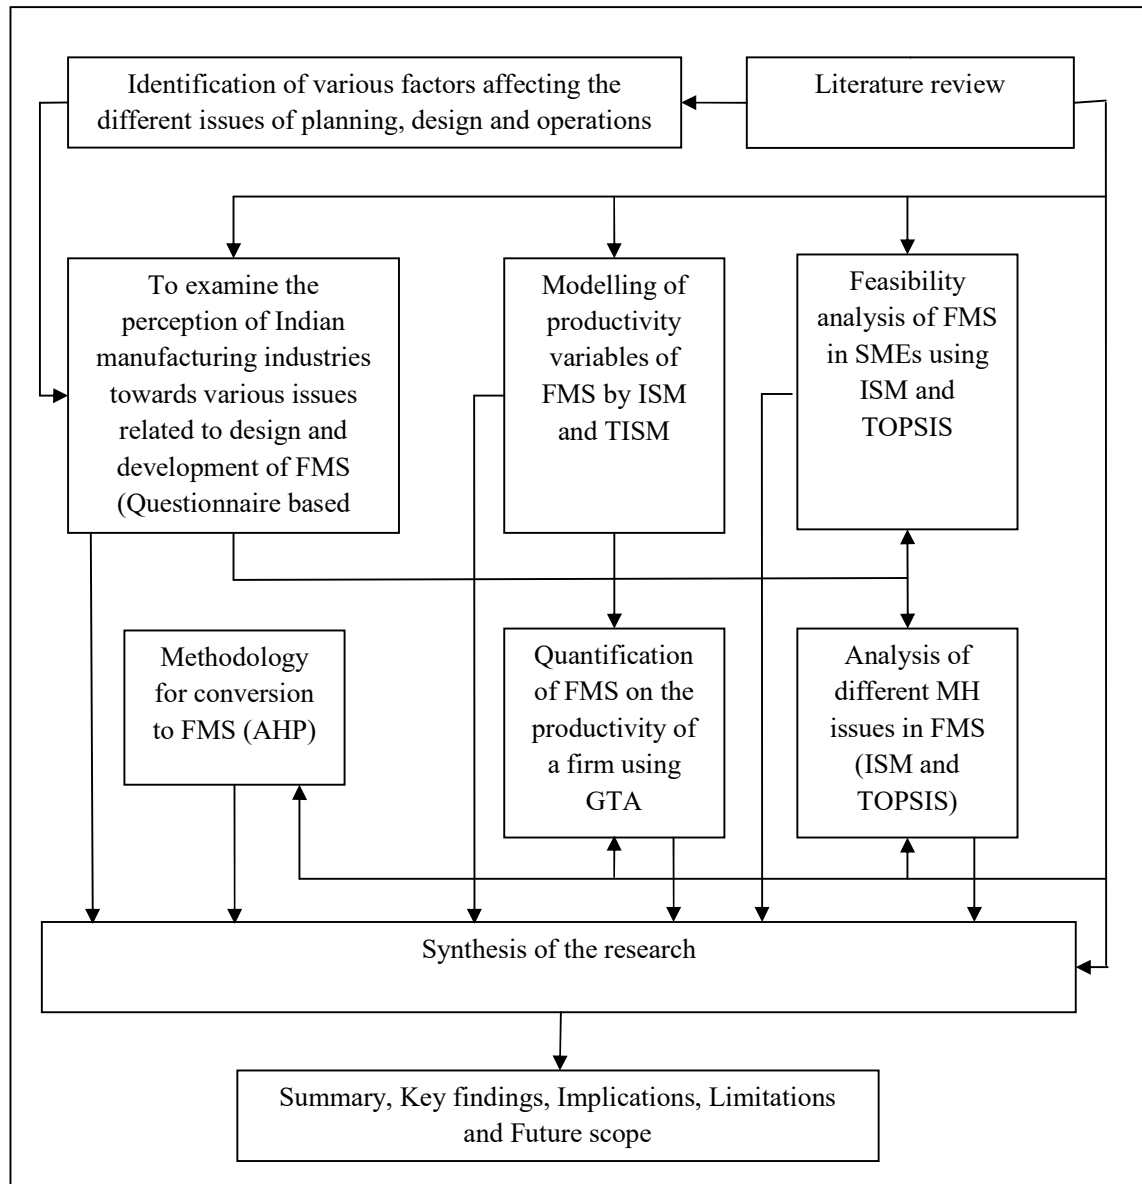 Identification of various factors affecting the
different issues of planning, design and operations
Literature review
To examine the
perception of Indian
manufacturing industries
towards various issues
related to design and
development of FMS
(Questionnaire based
Modelling of
productivity
variables of
FMS by ISM
and TISM
Feasibility
analysis of FMS
in SMEs using
ISM and
TOPSIS
Methodology
for conversion
to FMS (AHP)
Quantification
of FMS on the
productivity of
a firm using
GTA
Analysis of
different MH
issues in FMS
(ISM and
TOPSIS)
Synthesis of the research
Summary, Key findings, Implications, Limitations
and Future scope